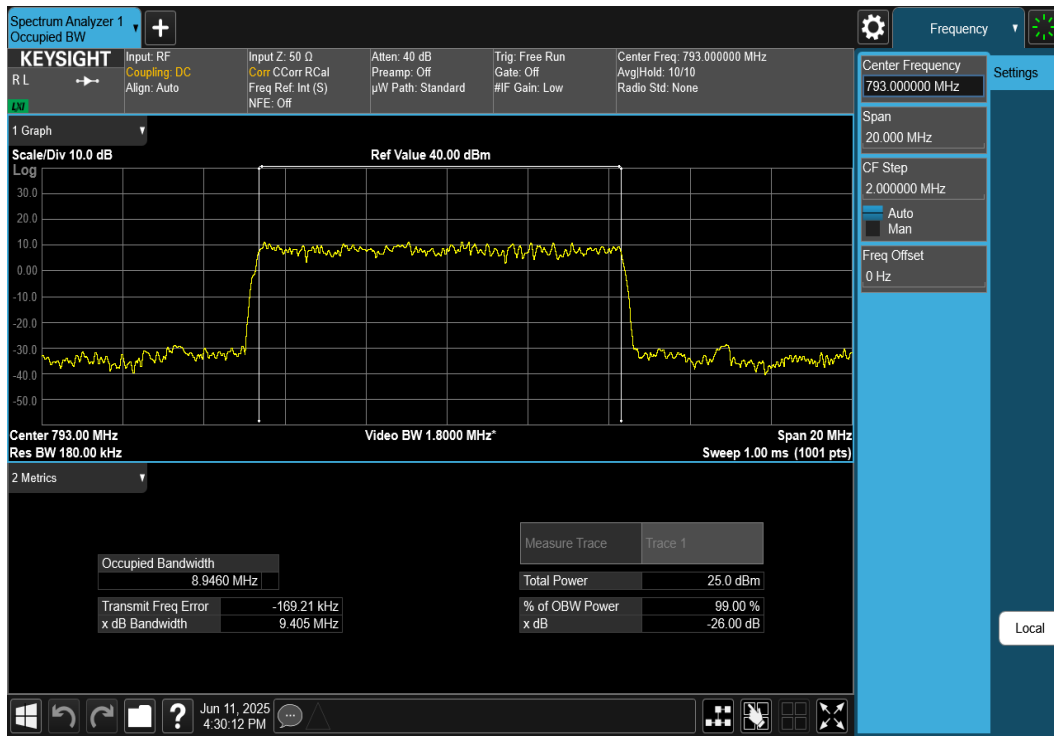 Spectrum Analyzer 1
Occupied BW
Frequency
KEYSIGHT
R L
LXI
Input: RF
Coupling: DC
Align: Auto
Input Z: 50 Ω
Corr CCorr RCal
Freq Ref: Int (S)
NFE: Off
Atten: 40 dB
Preamp: Off
µW Path: Standard
Trig: Free Run
Gate: Off
#IF Gain: Low
Center Freq: 793.000000 MHz
Avg|Hold: 10/10
Radio Std: None
Center Frequency
793.000000 MHz
Settings
Span
20.000 MHz
CF Step
2.000000 MHz
Auto
Man
Freq Offset
0 Hz
Local
1 Graph
Scale/Div 10.0 dB
Ref Value 40.00 dBm
Log
30.0
20.0
10.0
0.00
-10.0
-20.0
-30.0
-40.0
-50.0
Center 793.00 MHz
Video BW 1.8000 MHz*
Span 20 MHz
Res BW 180.00 kHz
Sweep 1.00 ms (1001 pts)
2 Metrics
Measure Trace
Trace 1
Occupied Bandwidth
8.9460 MHz
Total Power
25.0 dBm
Transmit Freq Error
-169.21 kHz
% of OBW Power
99.00 %
x dB Bandwidth
9.405 MHz
x dB
-26.00 dB
?
Jun 11, 2025
4:30:12 PM